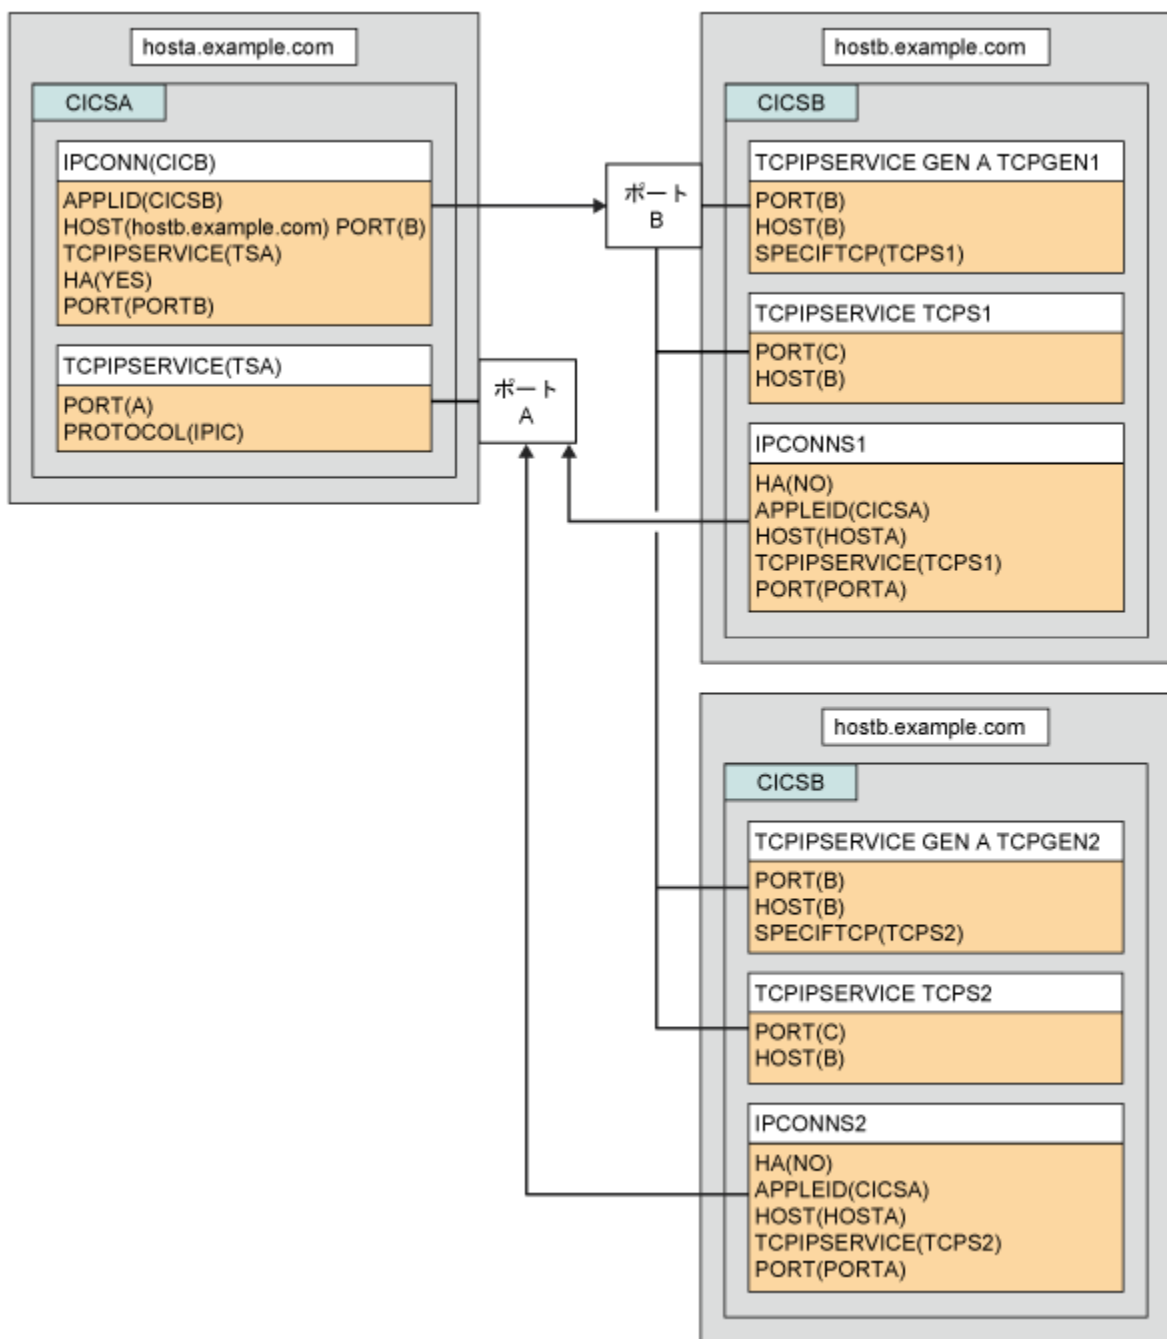 hosta.example.com
CICSA
IPCONN(CICB)
APPLID(CICSB)
HOST(hostb.example.com) PORT(B)
TCPIPSERVICE(TSA)
HA(YES)
PORT(PORTB)
TCPIPSERVICE(TSA)
PORT(A)
PROTOCOL(IPIC)
ポート
A
ポート
B
hostb.example.com
CICSB
TCPIPSERVICE GEN A TCPGEN1
PORT(B)
HOST(B)
SPECIFTCP(TCPS1)
TCPIPSERVICE TCPS1
PORT(C)
HOST(B)
IPCONNS1
HA(NO)
APPLEID(CICSA)
HOST(HOSTA)
TCPIPSERVICE(TCPS1)
PORT(PORTA)
hostb.example.com
CICSB
TCPIPSERVICE GEN A TCPGEN2
PORT(B)
HOST(B)
SPECIFTCP(TCPS2)
TCPIPSERVICE TCPS2
PORT(C)
HOST(B)
IPCONNS2
HA(NO)
APPLEID(CICSA)
HOST(HOSTA)
TCPIPSERVICE(TCPS2)
PORT(PORTA)